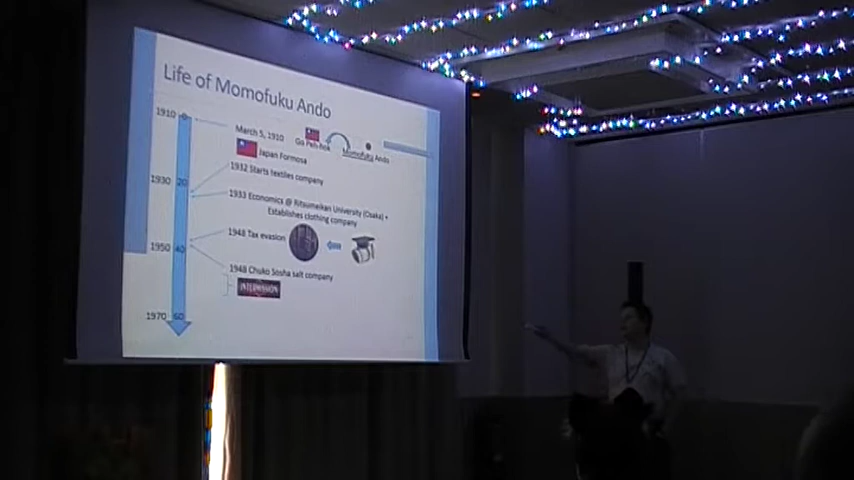 Life of Momofuku Ando
1910 0
March 5, 1910
Go Peh-hok
Momofuku Ando
Japan Formosa
1932 Starts textiles company
1930 20
1933 Economics @ Ritsumeikan University (Osaka) +
Establishes clothing company
1948 Tax evasion
1950 40
1948 Chuko Sosha salt company
INTERMISSION
1970 60